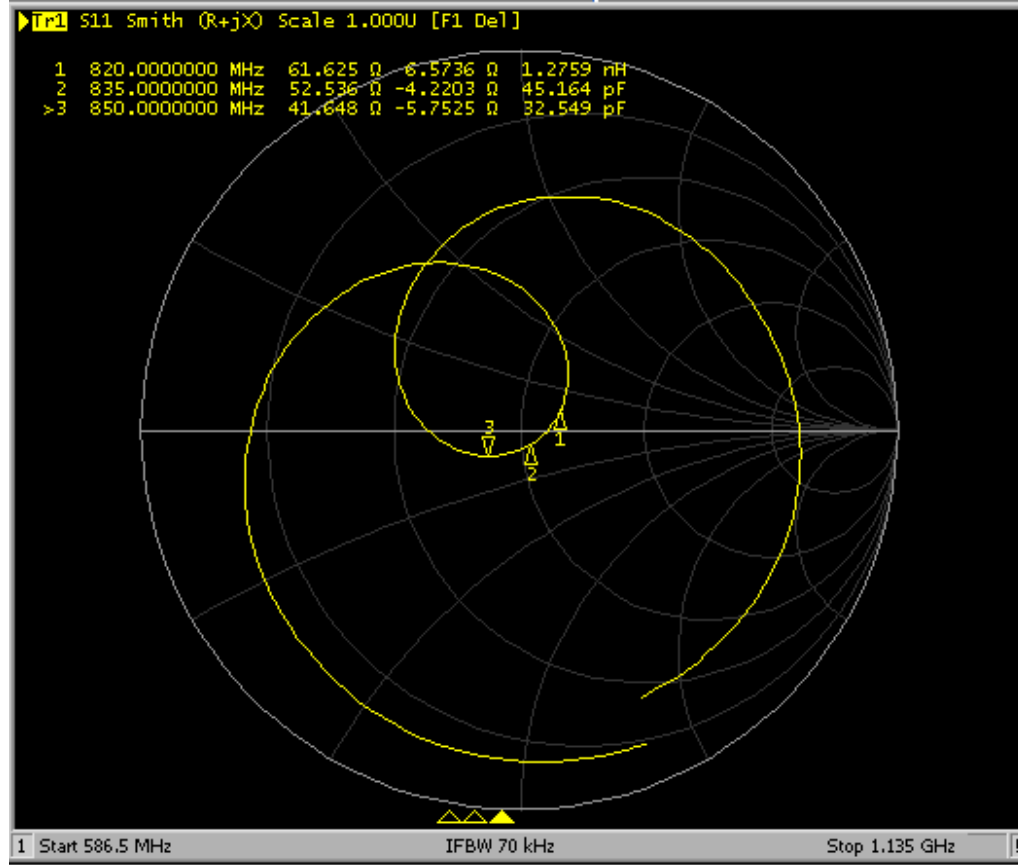 Tr1 S11 Smith (R+jX) Scale 1.000U [F1 Del]
1 820.0000000 MHz 61.625 Ω 6.5736 Ω 1.2759 nH
2 835.0000000 MHz 52.536 Ω -4.2203 Ω 45.164 pF
>3 850.0000000 MHz 41.648 Ω -5.7525 Ω 32.549 pF
3
1
2
1 Start 586.5 MHz IFBW 70 kHz Stop 1.135 GHz